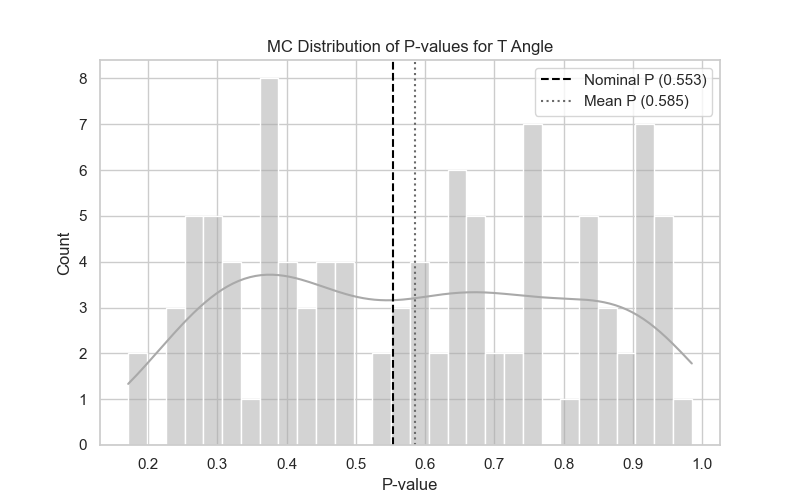 MC Distribution of P-values for T Angle
Nominal P (0.553)
Mean P (0.585)
8
7
6
5
4
3
2
1
0
Count
0.2 0.3 0.4 0.5 0.6 0.7 0.8 0.9 1.0
P-value